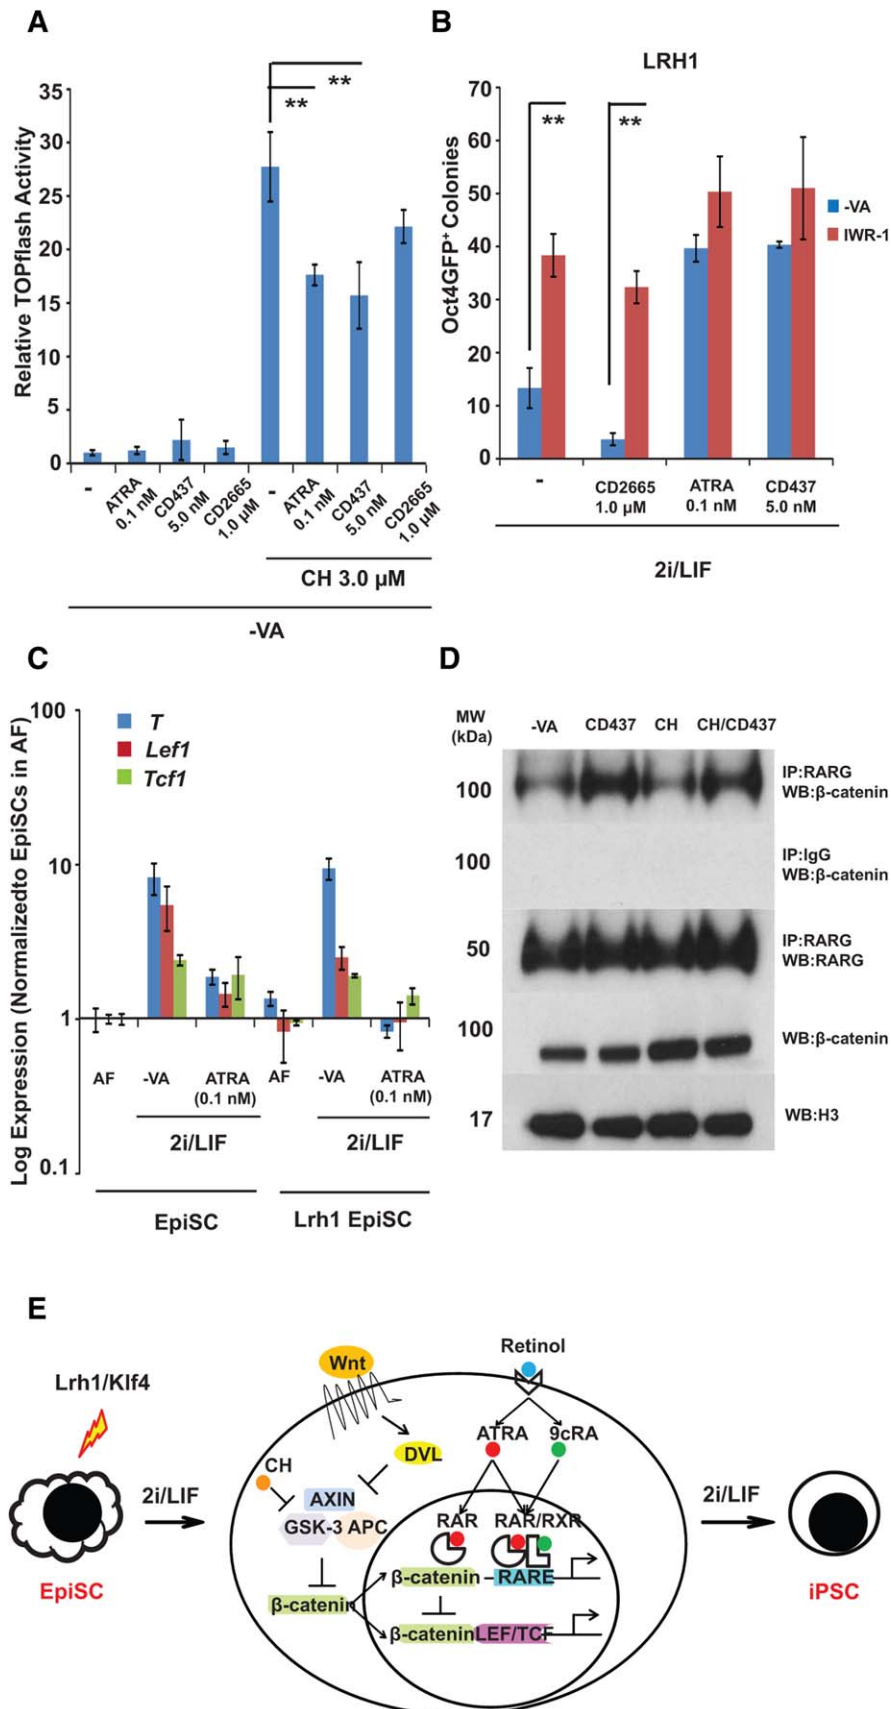 A
Relative TOPflash Activity
35
30
25
20
15
10
5
0
**
**
-
ATRA
0.1 nM
CD437
5.0 nM
CD2665
1.0 µM
-
ATRA
0.1 nM
CD437
5.0 nM
CD2665
1.0 µM
CH 3.0 µM
-VA
B
LRH1
Oct4GFP+ Colonies
70
60
50
40
30
20
10
0
**
**
-VA
IWR-1
-
CD2665
1.0 µM
ATRA
0.1 nM
CD437
5.0 nM
2i/LIF
C
Log Expression (Normalizedto EpiSCs in AF)
100
10
1
0.1
T
Lef1
Tcf1
AF
-VA
ATRA
(0.1 nM)
AF
-VA
ATRA
(0.1 nM)
2i/LIF
2i/LIF
EpiSC
Lrh1 EpiSC
D
MW
(kDa)
-VA
CD437
CH
CH/CD437
100
IP:RARG
WB:β-catenin
100
IP:IgG
WB:β-catenin
50
IP:RARG
WB:RARG
100
WB:β-catenin
17
WB:H3
E
Lrh1/Klf4
EpiSC
2i/LIF
Wnt
DVL
CH
AXIN
GSK-3 APC
β-catenin
Retinol
ATRA
9cRA
RAR
RAR/RXR
β-catenin
RARE
β-catenin
LEF/TCF
2i/LIF
iPSC